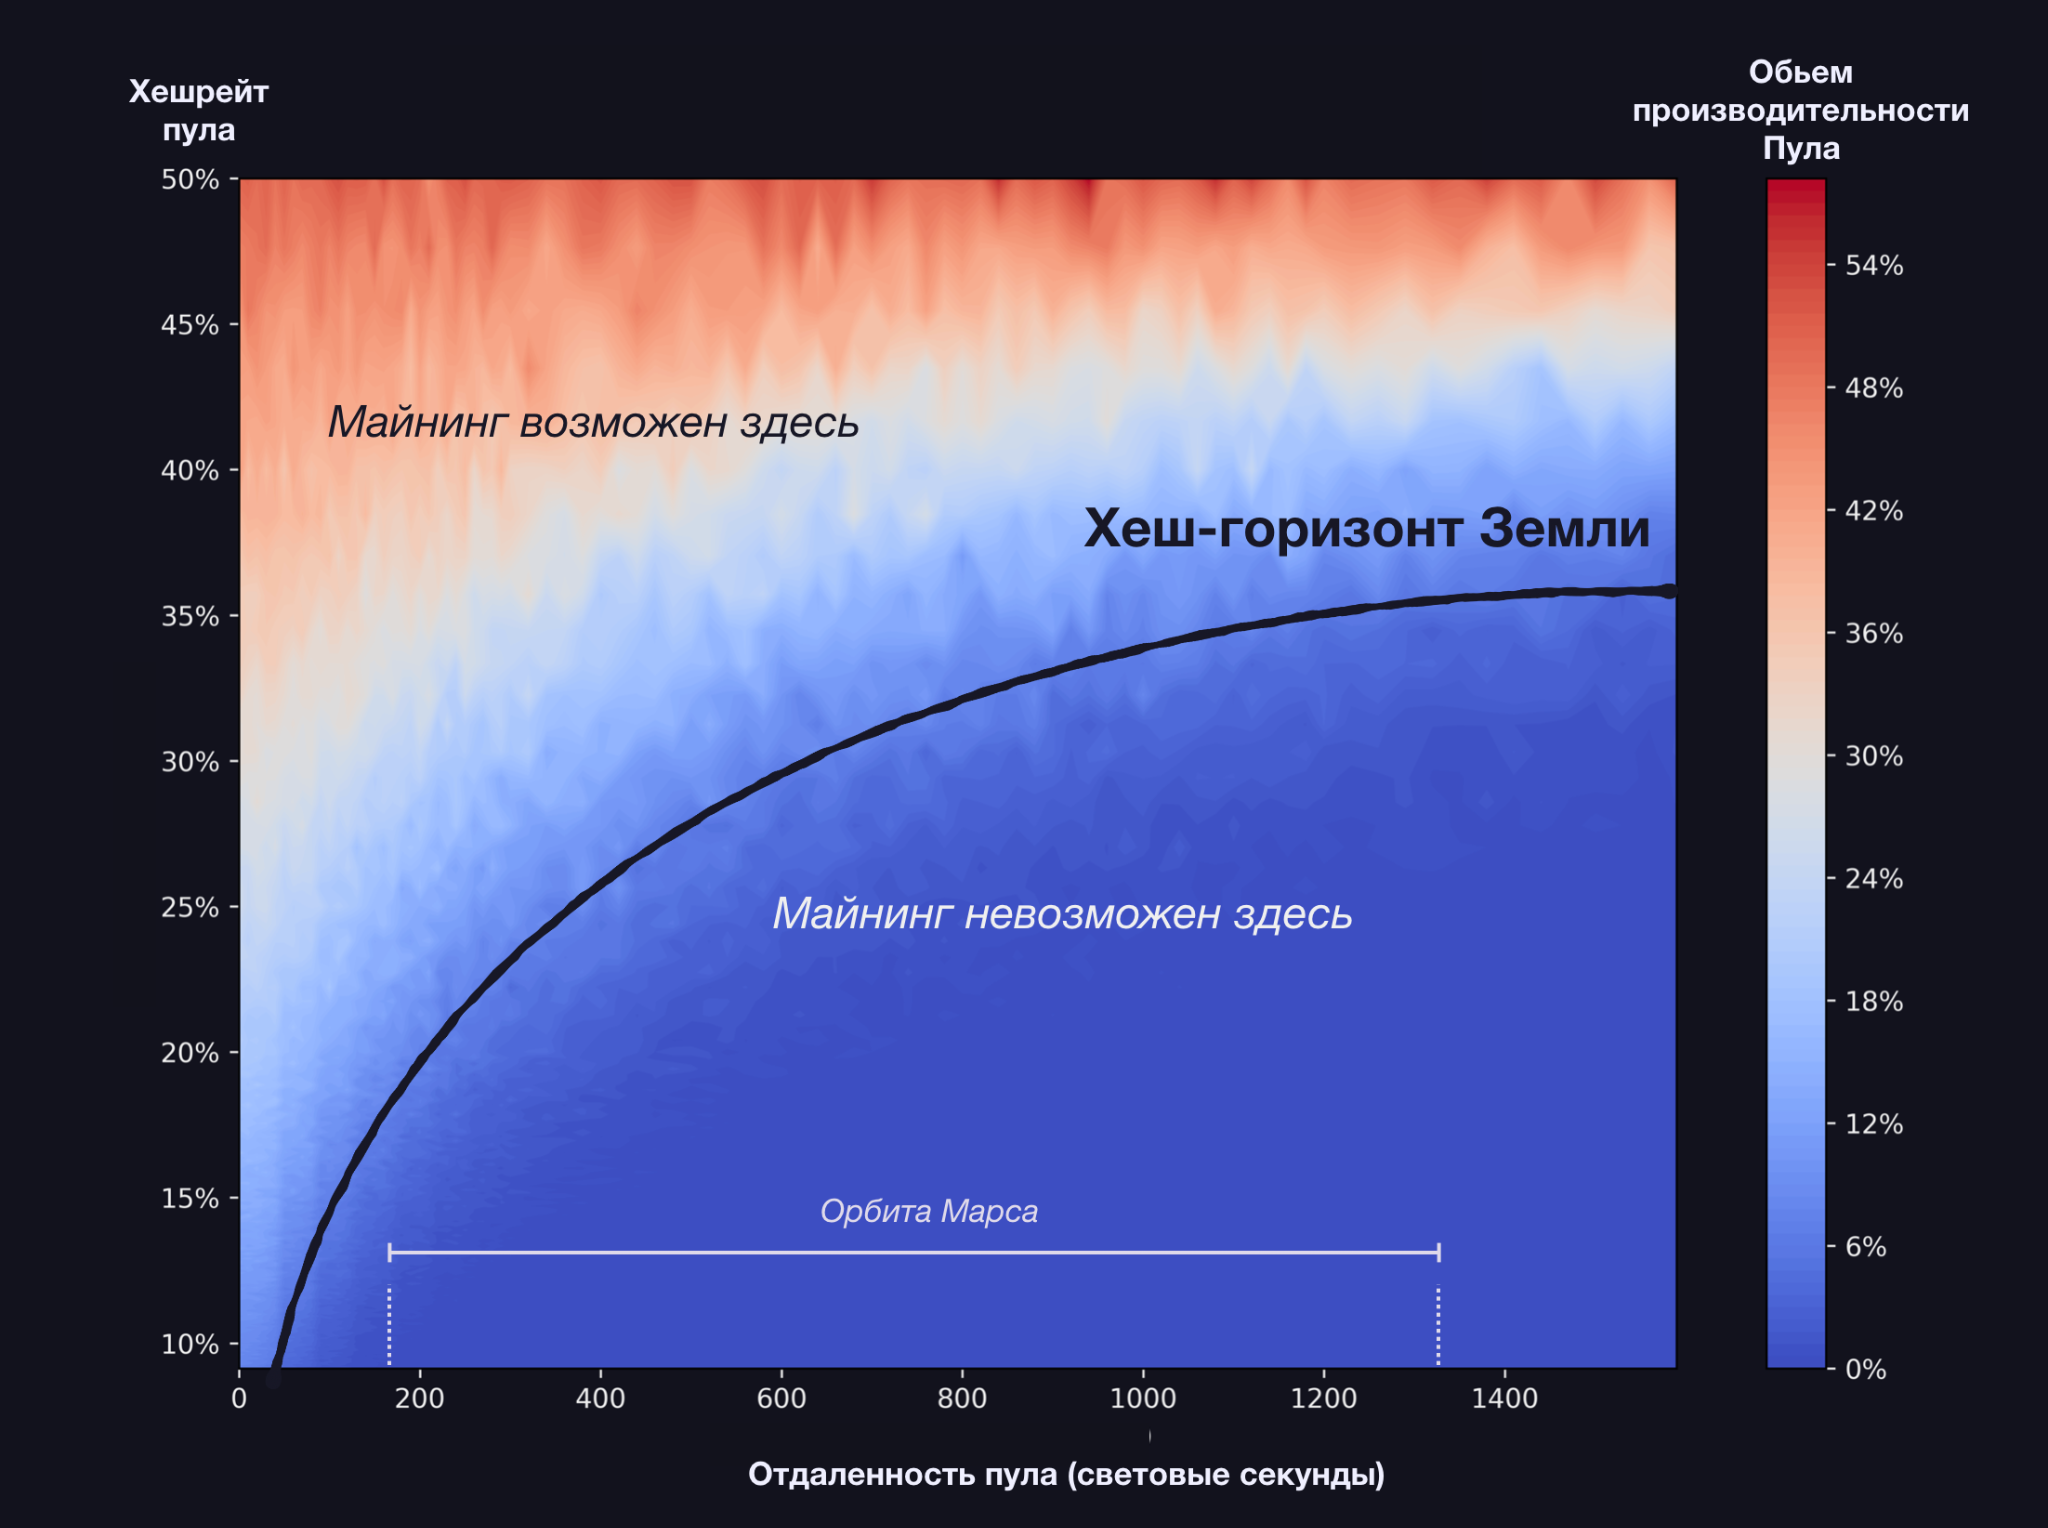 Хешрейт
пула
Обьем
производительности
Пула
50%
45%
40%
35%
30%
25%
20%
15%
10%
Майнинг возможен здесь
Хеш-горизонт Земли
Майнинг невозможен здесь
Орбита Марса
54%
48%
42%
36%
30%
24%
18%
12%
6%
0%
0 200 400 600 800 1000 1200 1400
Отдаленность пула (световые секунды)